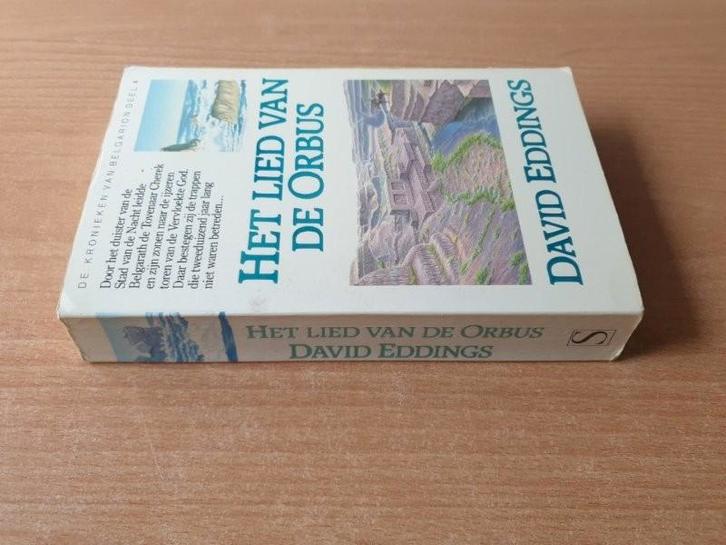 DE KRONIEKEN VAN BELGARION DEEL 4
Door het duister van de
Stad van de Nacht leidde
Belgarath de Tovenaar Cherek
en zijn zonen naar de ijzeren
toren van de Vervloekte God.
Daar bestegen zij de trappen
die tweeduizend jaar lang
niet waren betreden...
HET LIED VAN
DE ORBUS
DAVID EDDINGS
HET LIED VAN DE ORBUS
DAVID EDDINGS
S